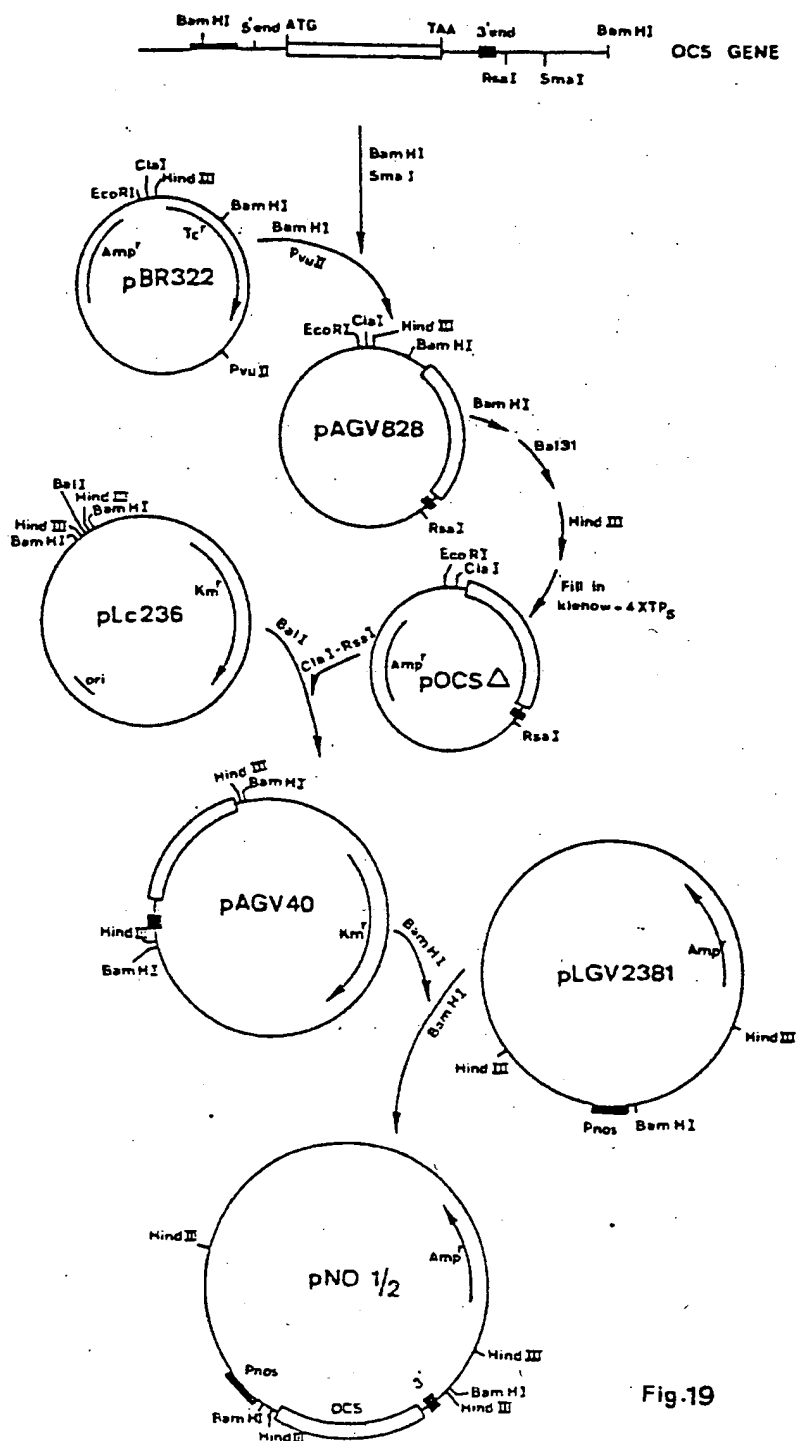 BamHI 5'end ATG TAA 3'end BamHI
OCS GENE
RsaI SmaI
BamHI
SmaI
ClaI
EcoRI HindIII
BamHI
Ampr Tcr
pBR322
PvuII
BamHI
PvuII
ClaI
EcoRI HindIII
BamHI
pAGV828
RsaI
BamHI
Bal31
HindIII
Fill in
klenow + 4XTPs
BalI
HindIII
HindIII BamHI
BamHI
Kmr
pLc236
ori
BalI
ClaI-RsaI
EcoRI
ClaI
Ampr
pOCS Δ
RsaI
HindIII
BamHI
pAGV40
Kmr
HindIII
BamHI
BamHI
BamHI
Ampr
pLGV2381
HindIII
HindIII
Pnos BamHI
HindIII
Ampr
pNO 1/2
HindIII
Pnos
3'
BamHI
HindIII
BamHI OCS
HindIII
Fig.19